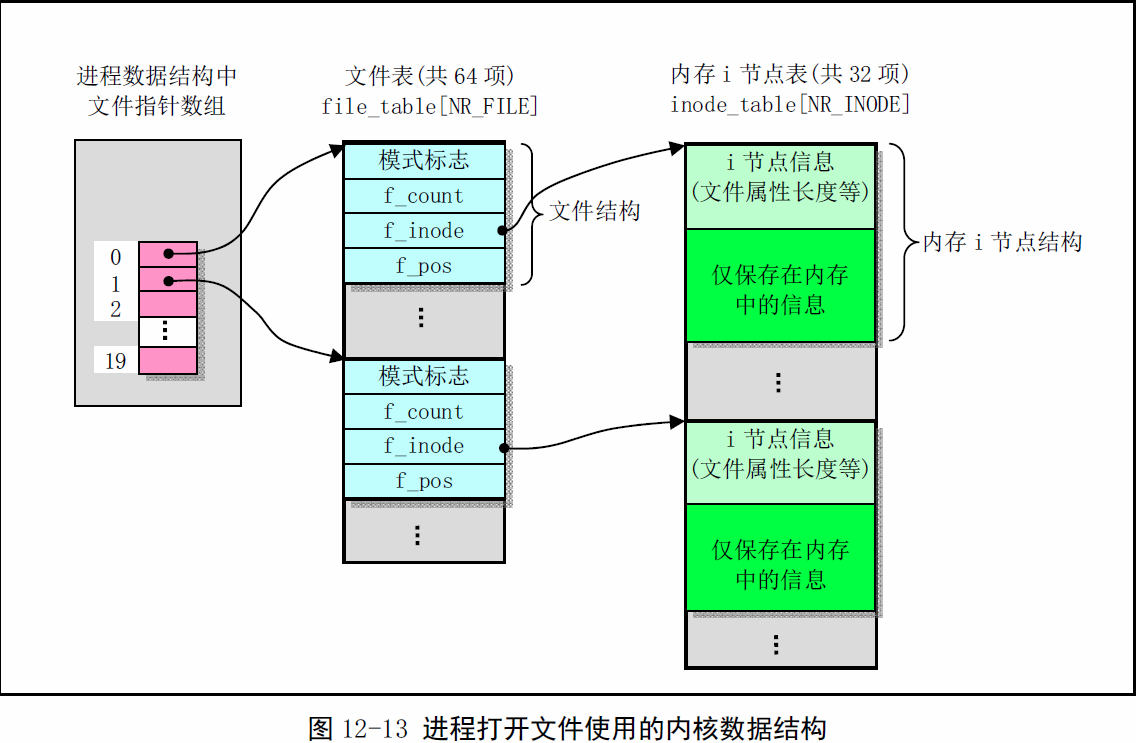 进程数据结构中
文件指针数组
文件表(共 64 项)
file_table[NR_FILE]
内存 i 节点表(共 32 项)
inode_table[NR_INODE]
0
1
2
⋮
19
模式标志
f_count
f_inode
f_pos
⋮
模式标志
f_count
f_inode
f_pos
⋮
文件结构
i 节点信息
(文件属性长度等)
仅保存在内存
中的信息
⋮
i 节点信息
(文件属性长度等)
仅保存在内存
中的信息
⋮
内存 i 节点结构
图 12-13 进程打开文件使用的内核数据结构